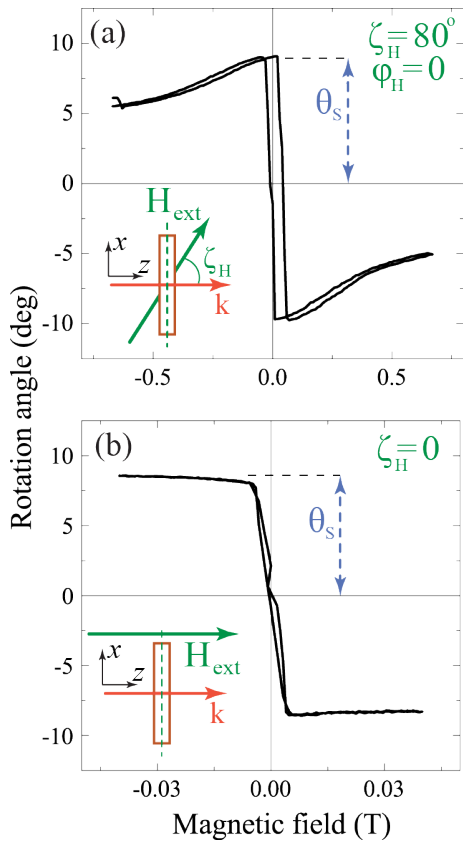 (a)
ζH = 80°
φH = 0
10
5
0
-5
-10
θS
Hext
x
z
ζH
k
-0.5
0.0
0.5
Rotation angle (deg)
(b)
ζH = 0
10
5
0
-5
-10
θS
x
z
Hext
k
-0.03
0.00
0.03
Magnetic field (T)